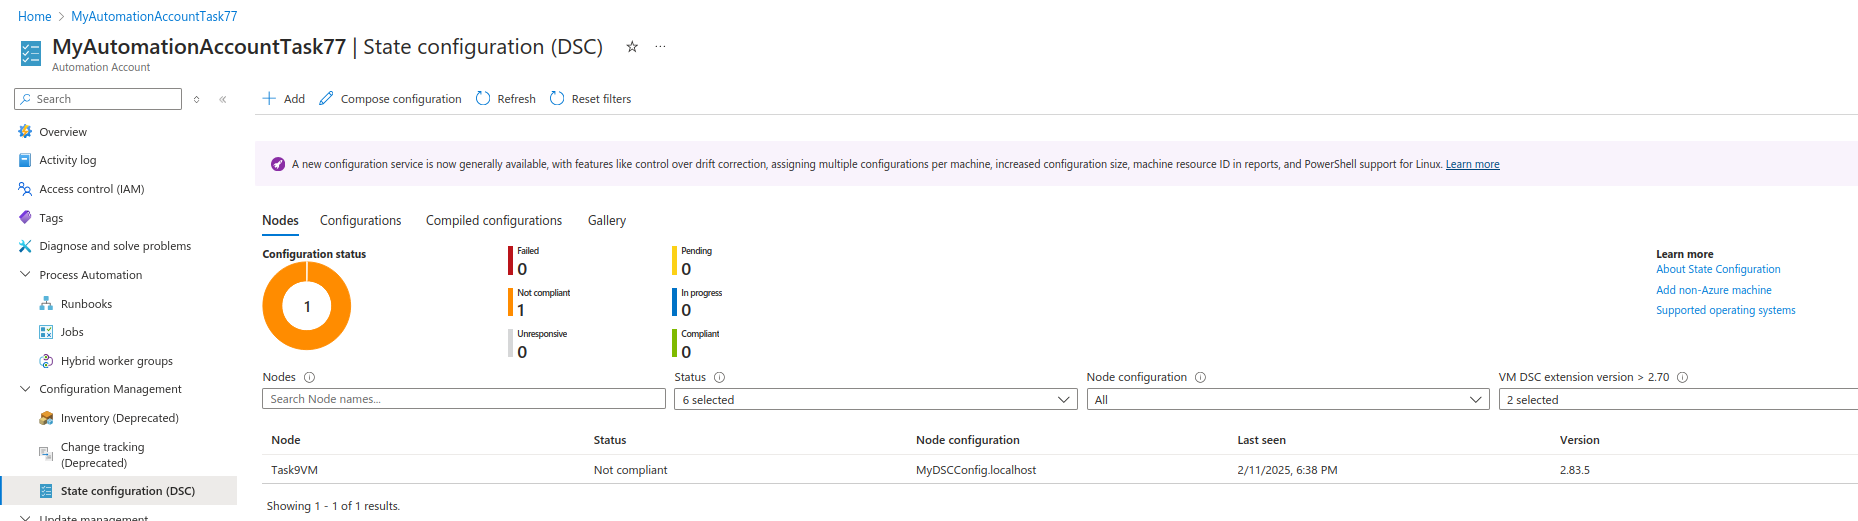 Home > MyAutomationAccountTask77
MyAutomationAccountTask77 | State configuration (DSC)
Automation Account
Search
Overview
Activity log
Access control (IAM)
Tags
Diagnose and solve problems
Process Automation
Runbooks
Jobs
Hybrid worker groups
Configuration Management
Inventory (Deprecated)
Change tracking
(Deprecated)
State configuration (DSC)
Update management
Add Compose configuration Refresh Reset filters
A new configuration service is now generally available, with features like control over drift correction, assigning multiple configurations per machine, increased configuration size, machine resource ID in reports, and PowerShell support for Linux. Learn more
Nodes Configurations Compiled configurations Gallery
Configuration status
1
Failed
0
Not compliant
1
Unresponsive
0
Pending
0
In progress
0
Compliant
0
Learn more
About State Configuration
Add non-Azure machine
Supported operating systems
Nodes Status Node configuration VM DSC extension version > 2.70
Search Node names... 6 selected All 2 selected
Node Status Node configuration Last seen Version
Task9VM Not compliant MyDSCConfig.localhost 2/11/2025, 6:38 PM 2.83.5
Showing 1 - 1 of 1 results.